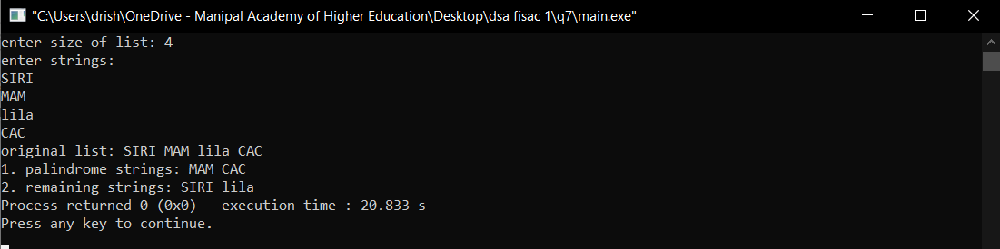 "C:\Users\drish\OneDrive - Manipal Academy of Higher Education\Desktop\dsa fisac 1\q7\main.exe"
enter size of list: 4
enter strings:
SIRI
MAM
lila
CAC
original list: SIRI MAM lila CAC
1. palindrome strings: MAM CAC
2. remaining strings: SIRI lila
Process returned 0 (0x0)   execution time : 20.833 s
Press any key to continue.